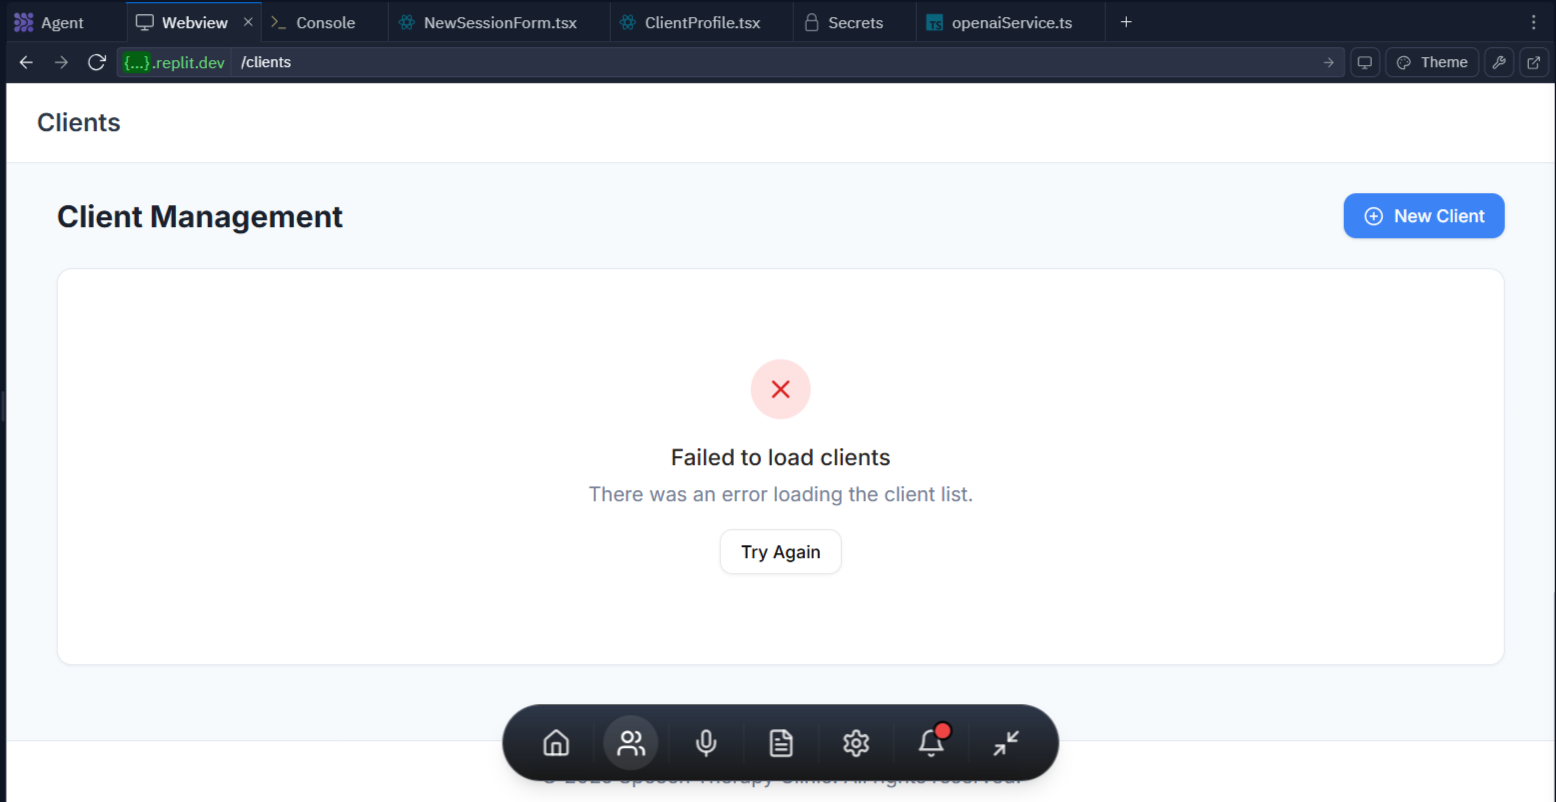 Agent
Webview
Console
NewSessionForm.tsx
ClientProfile.tsx
Secrets
TS openaiService.ts
{...}.replit.dev /clients
Theme
Clients
Client Management
New Client
Failed to load clients
There was an error loading the client list.
Try Again
Speech Therapy Clinic. All rights reserved.